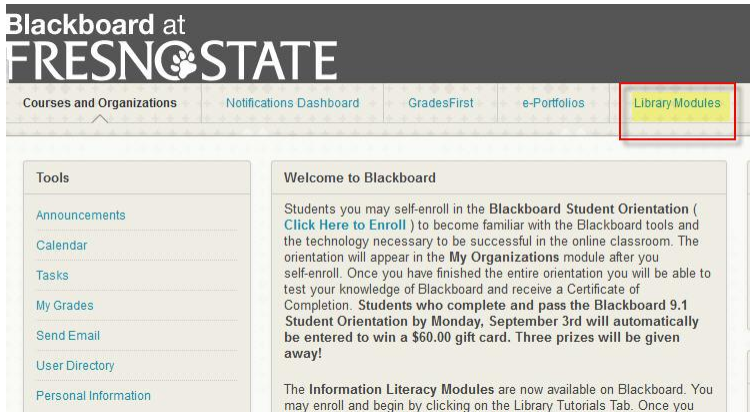 Blackboard at
FRESNO STATE
Courses and Organizations Notifications Dashboard GradesFirst e-Portfolios Library Modules
Tools
Announcements
Calendar
Tasks
My Grades
Send Email
User Directory
Personal Information
Welcome to Blackboard
Students you may self-enroll in the Blackboard Student Orientation (
Click Here to Enroll ) to become familiar with the Blackboard tools and
the technology necessary to be successful in the online classroom. The
orientation will appear in the My Organizations module after you
self-enroll. Once you have finished the entire orientation you will be able to
test your knowledge of Blackboard and receive a Certificate of
Completion. Students who complete and pass the Blackboard 9.1
Student Orientation by Monday, September 3rd will automatically
be entered to win a $60.00 gift card. Three prizes will be given
away!
The Information Literacy Modules are now available on Blackboard. You
may enroll and begin by clicking on the Library Tutorials Tab. Once you